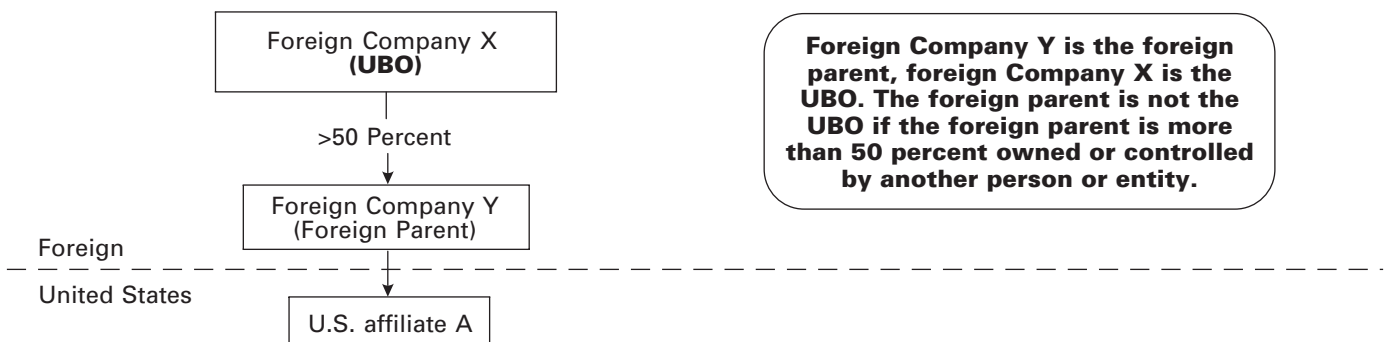 Foreign Company X
(UBO)
>50 Percent
Foreign Company Y
(Foreign Parent)
Foreign
United States
U.S. affiliate A
Foreign Company Y is the foreign
parent, foreign Company X is the
UBO. The foreign parent is not the
UBO if the foreign parent is more
than 50 percent owned or controlled
by another person or entity.